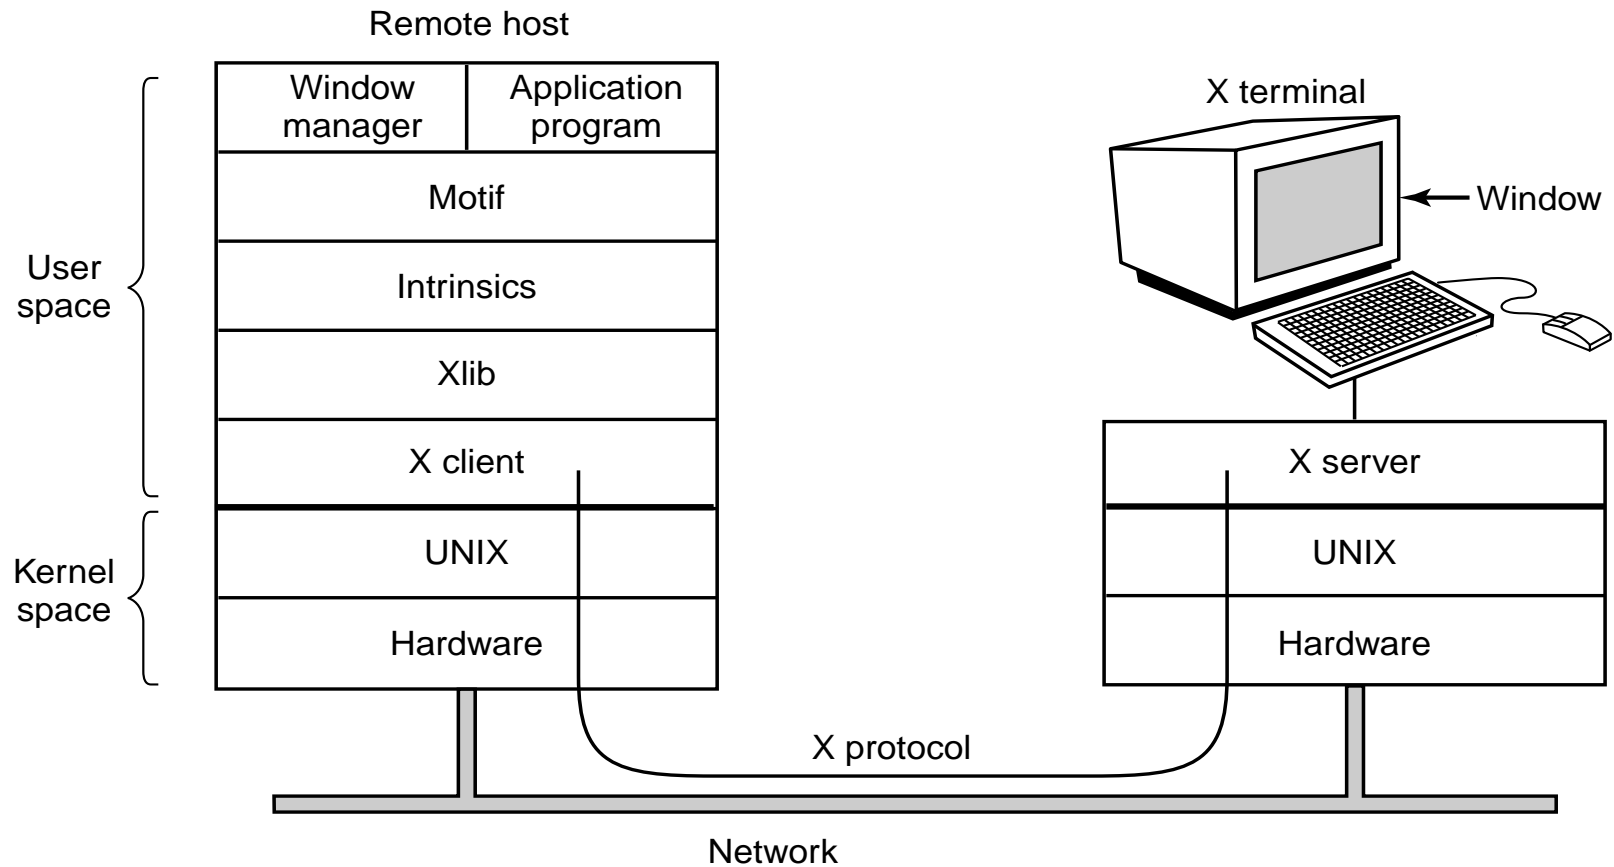 Remote host
Window
manager
Application
program
X terminal
Motif
Window
User
space
Intrinsics
Xlib
X client
X server
UNIX
UNIX
Kernel
space
Hardware
Hardware
X protocol
Network